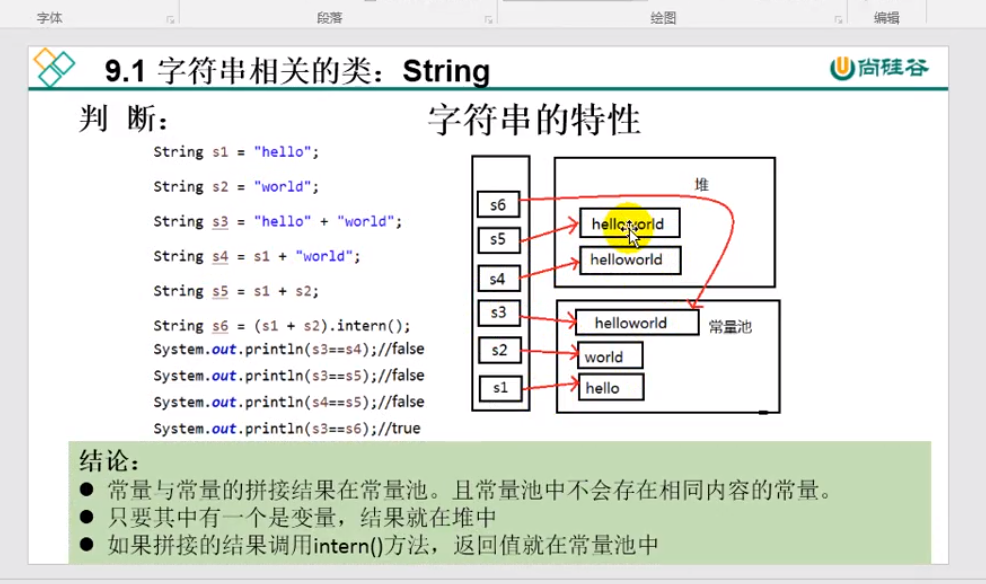 字体 段落 绘图 编辑
9.1 字符串相关的类：String
尚硅谷
判 断：
字符串的特性
String s1 = "hello";
String s2 = "world";
String s3 = "hello" + "world";
String s4 = s1 + "world";
String s5 = s1 + s2;
String s6 = (s1 + s2).intern();
System.out.println(s3==s4);//false
System.out.println(s3==s5);//false
System.out.println(s4==s5);//false
System.out.println(s3==s6);//true
堆
s6
helloworld
s5
helloworld
s4
s3
helloworld
常量池
s2
world
s1
hello
结论：
● 常量与常量的拼接结果在常量池。且常量池中不会存在相同内容的常量。
● 只要其中有一个是变量，结果就在堆中
● 如果拼接的结果调用intern()方法，返回值就在常量池中